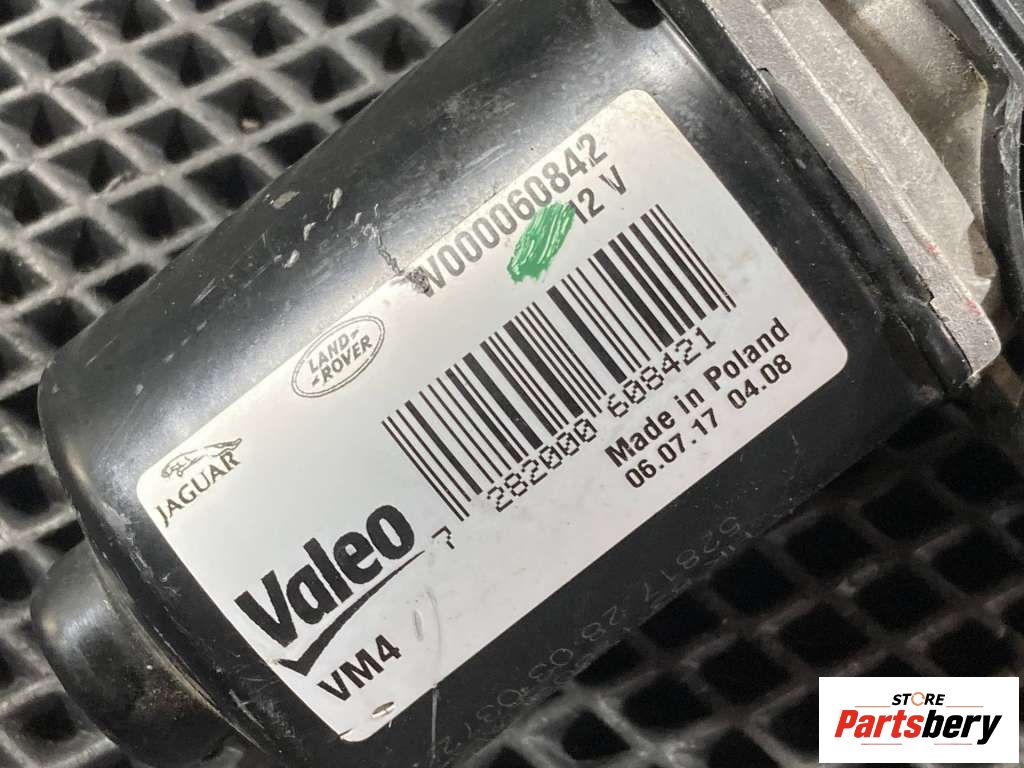 W000060842
12 V
LAND-
-ROVER
JAGUAR
7 282000 608421
Made in Poland
06.07.17 04.08
Valeo
VM4
STORE
Partsbery